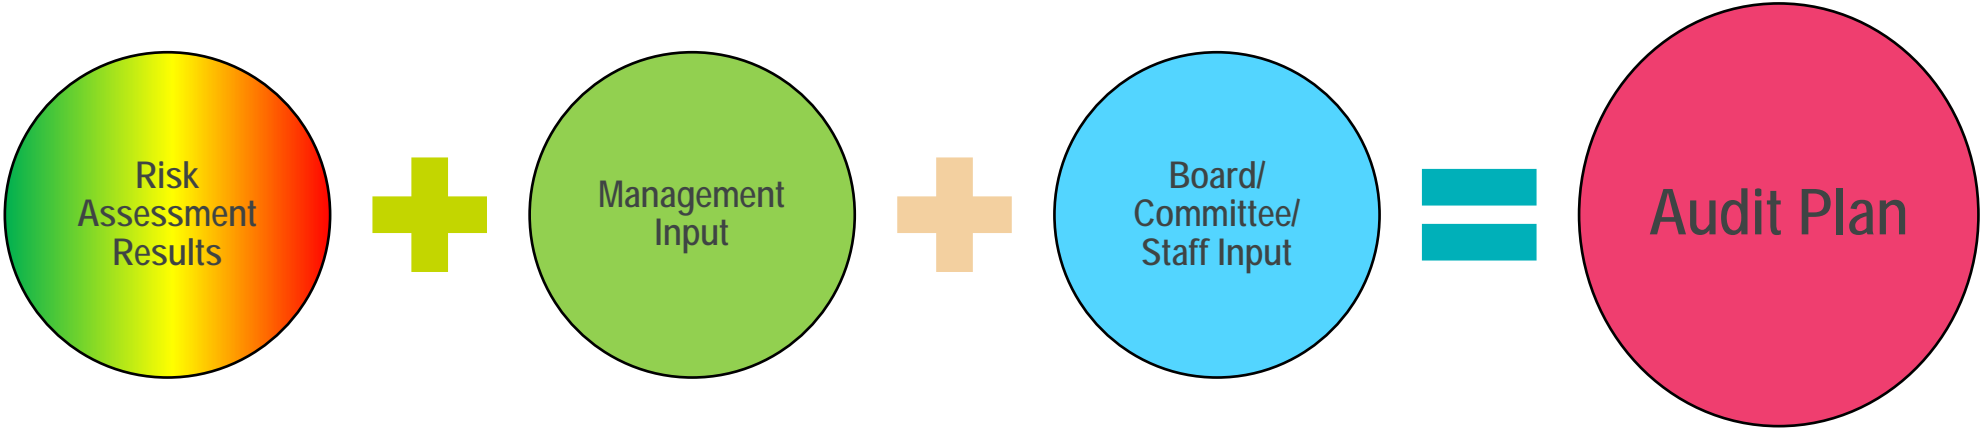 Risk
Assessment
Results
Management
Input
Board/
Committee/
Staff Input
Audit Plan